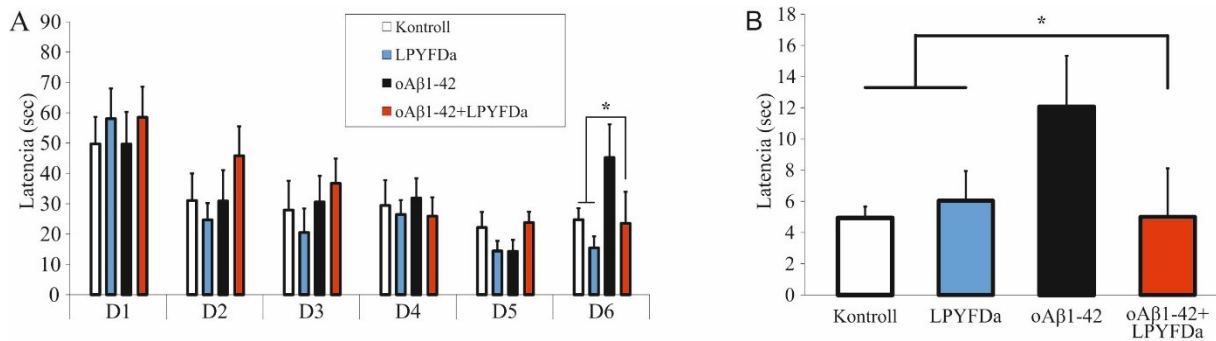 A
Latencia (sec)
90
80
70
60
50
40
30
20
10
0
Kontroll
LPYFDa
oAβ1-42
oAβ1-42+LPYFDa
*
D1 D2 D3 D4 D5 D6
B
Latencia (sec)
18
16
14
12
10
8
6
4
2
0
*
Kontroll LPYFDa oAβ1-42 oAβ1-42+
LPYFDa